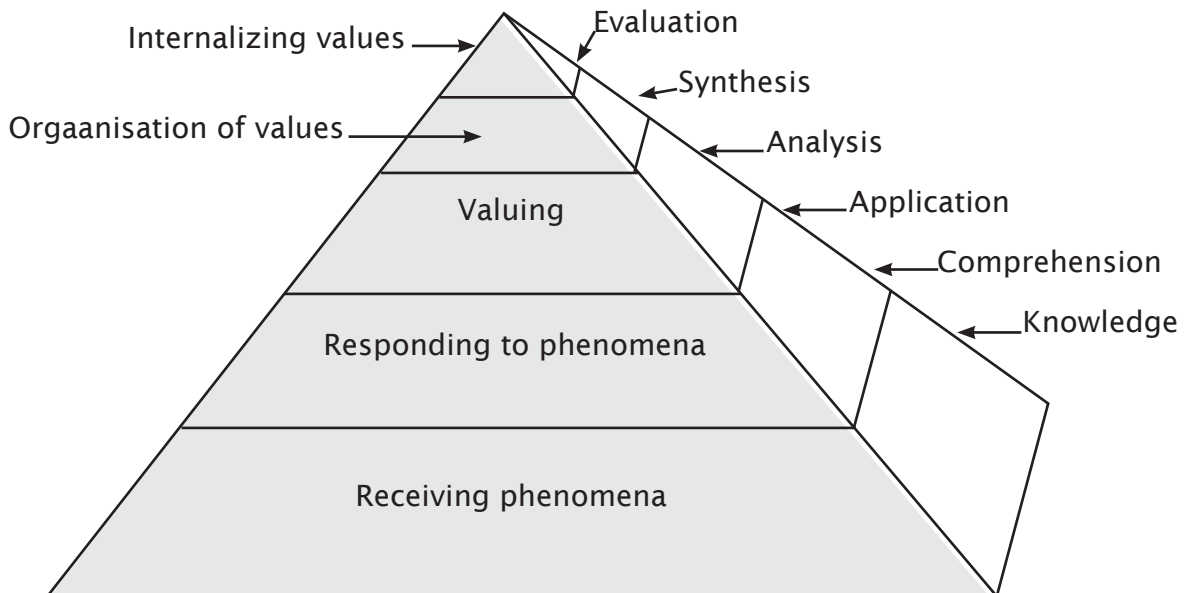 Evaluation
Internalizing values
Synthesis
Orgaanisation of values
Analysis
Valuing
Application
Comprehension
Knowledge
Responding to phenomena
Receiving phenomena